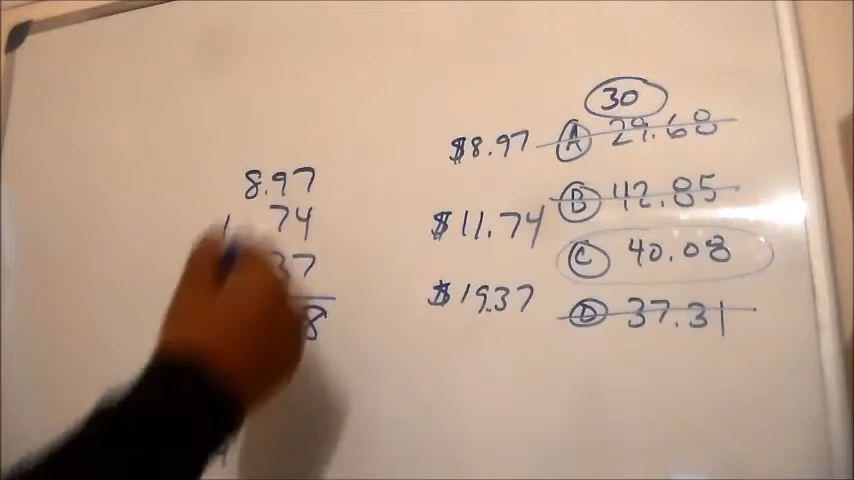 8.97
74
37
8
30
$8.97 A 29.68
$11.74 B 42.85
$19.37 C 40.08
D 37.31